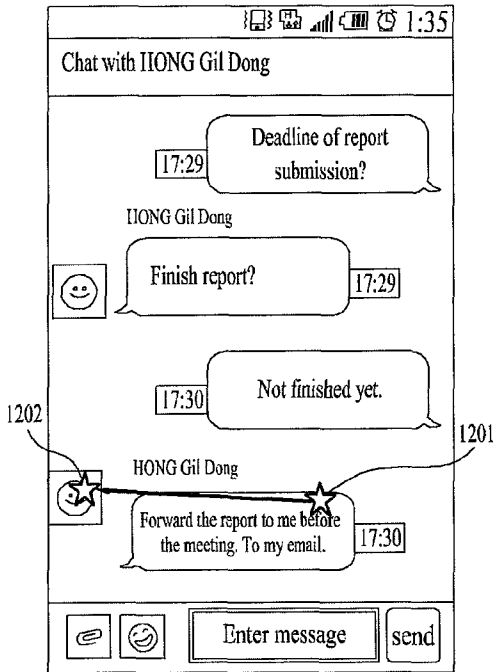 1:35
Chat with HONG Gil Dong
Deadline of report
submission?
17:29
HONG Gil Dong
Finish report?
17:29
Not finished yet.
17:30
1202
1201
HONG Gil Dong
Forward the report to me before
the meeting. To my email.
17:30
Enter message
send